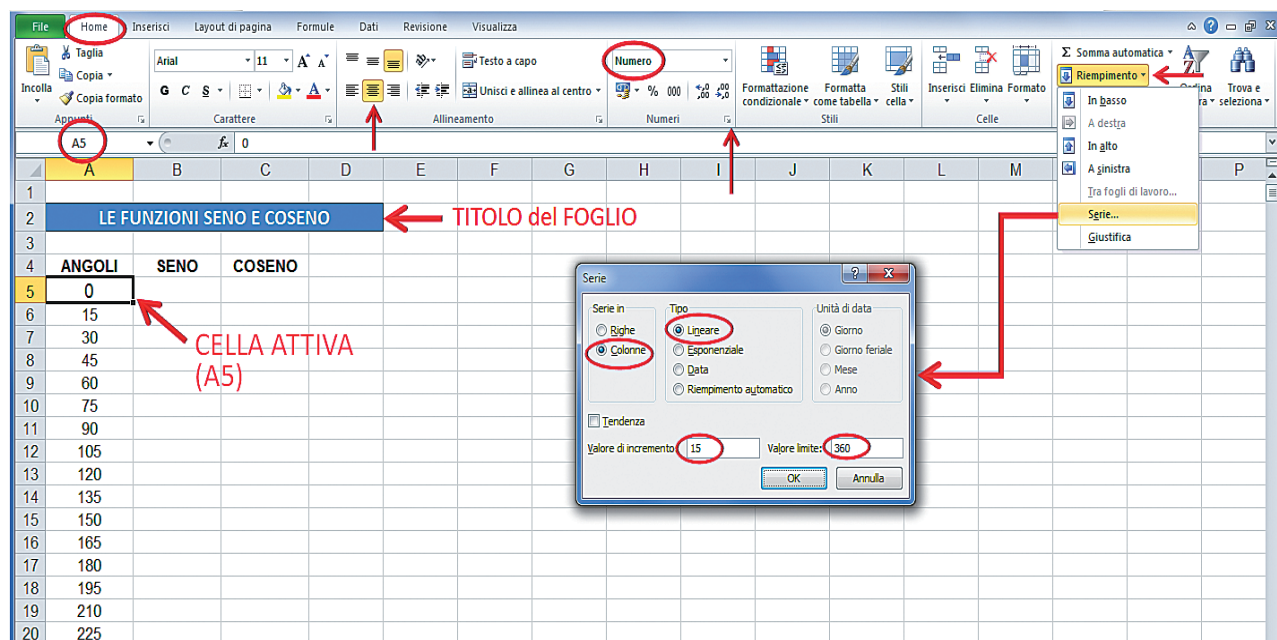 File Home Inserisci Layout di pagina Formule Dati Revisione Visualizza
Incolla
Taglia
Copia
Copia formato
Appunti
Arial 11 A A
G C S A
Carattere
Testo a capo
Unisci e allinea al centro
Allineamento
Numero
% 000 ,00 ,00
Numeri
Formattazione condizionale
Formatta come tabella
Stili cella
Stili
Inserisci Elimina Formato
Celle
Σ Somma automatica
Riempimento
Trova e seleziona
In basso
A destra
In alto
A sinistra
Tra fogli di lavoro...
Serie...
Giustifica
A5 fx 0
A B C D E F G H I J K L M P
1
2 LE FUNZIONI SENO E COSENO TITOLO del FOGLIO
3
4 ANGOLI SENO COSENO
5 0
6 15
7 30
8 45
9 60
10 75
11 90
12 105
13 120
14 135
15 150
16 165
17 180
18 195
19 210
20 225
CELLA ATTIVA
(A5)
Serie
Serie in Tipo Unità di data
Righe Lineare Giorno
Colonne Esponenziale Giorno feriale
Data Mese
Riempimento automatico Anno
Tendenza
Valore di incremento: 15 Valore limite: 360
OK Annulla